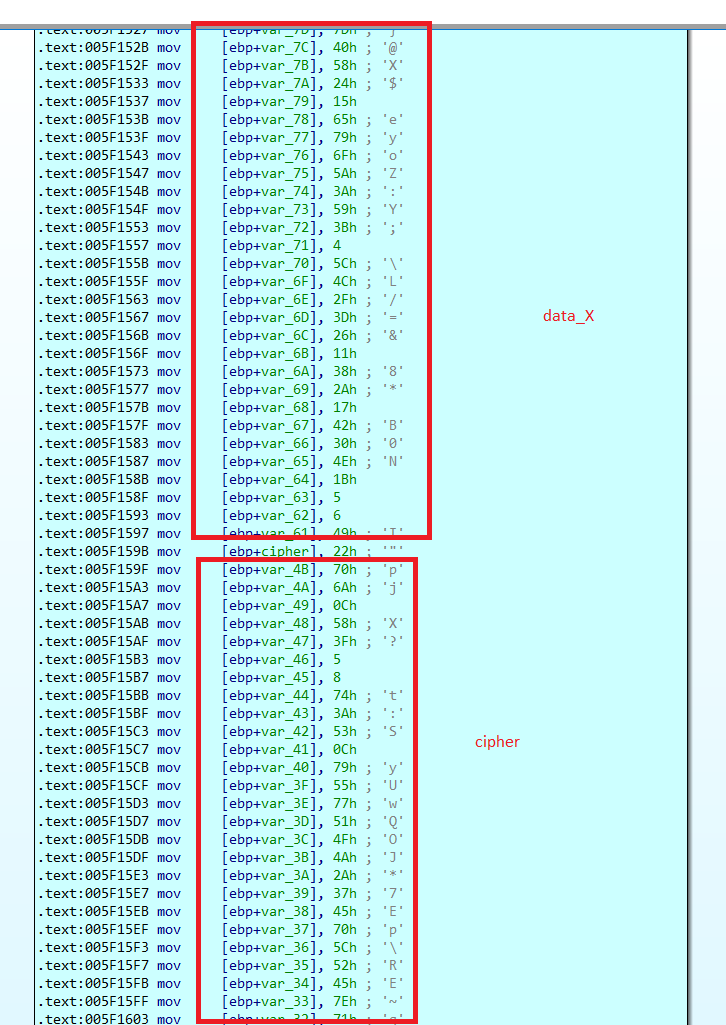 .text:005F1527 mov [ebp+var_7D], 7Dh ; '}'
.text:005F152B mov [ebp+var_7C], 40h ; '@'
.text:005F152F mov [ebp+var_7B], 58h ; 'X'
.text:005F1533 mov [ebp+var_7A], 24h ; '$'
.text:005F1537 mov [ebp+var_79], 15h
.text:005F153B mov [ebp+var_78], 65h ; 'e'
.text:005F153F mov [ebp+var_77], 79h ; 'y'
.text:005F1543 mov [ebp+var_76], 6Fh ; 'o'
.text:005F1547 mov [ebp+var_75], 5Ah ; 'Z'
.text:005F154B mov [ebp+var_74], 3Ah ; ':'
.text:005F154F mov [ebp+var_73], 59h ; 'Y'
.text:005F1553 mov [ebp+var_72], 3Bh ; ';'
.text:005F1557 mov [ebp+var_71], 4
.text:005F155B mov [ebp+var_70], 5Ch ; '\'
.text:005F155F mov [ebp+var_6F], 4Ch ; 'L'
.text:005F1563 mov [ebp+var_6E], 2Fh ; '/'
.text:005F1567 mov [ebp+var_6D], 3Dh ; '='
data_X
.text:005F156B mov [ebp+var_6C], 26h ; '&'
.text:005F156F mov [ebp+var_6B], 11h
.text:005F1573 mov [ebp+var_6A], 38h ; '8'
.text:005F1577 mov [ebp+var_69], 2Ah ; '*'
.text:005F157B mov [ebp+var_68], 17h
.text:005F157F mov [ebp+var_67], 42h ; 'B'
.text:005F1583 mov [ebp+var_66], 30h ; '0'
.text:005F1587 mov [ebp+var_65], 4Eh ; 'N'
.text:005F158B mov [ebp+var_64], 1Bh
.text:005F158F mov [ebp+var_63], 5
.text:005F1593 mov [ebp+var_62], 6
.text:005F1597 mov [ebp+var_61], 49h ; 'I'
.text:005F159B mov [ebp+cipher], 22h ; '"'
.text:005F159F mov [ebp+var_4B], 70h ; 'p'
.text:005F15A3 mov [ebp+var_4A], 6Ah ; 'j'
.text:005F15A7 mov [ebp+var_49], 0Ch
.text:005F15AB mov [ebp+var_48], 58h ; 'X'
.text:005F15AF mov [ebp+var_47], 3Fh ; '?'
.text:005F15B3 mov [ebp+var_46], 5
.text:005F15B7 mov [ebp+var_45], 8
.text:005F15BB mov [ebp+var_44], 74h ; 't'
.text:005F15BF mov [ebp+var_43], 3Ah ; ':'
.text:005F15C3 mov [ebp+var_42], 53h ; 'S'
cipher
.text:005F15C7 mov [ebp+var_41], 0Ch
.text:005F15CB mov [ebp+var_40], 79h ; 'y'
.text:005F15CF mov [ebp+var_3F], 55h ; 'U'
.text:005F15D3 mov [ebp+var_3E], 77h ; 'w'
.text:005F15D7 mov [ebp+var_3D], 51h ; 'Q'
.text:005F15DB mov [ebp+var_3C], 4Fh ; 'O'
.text:005F15DF mov [ebp+var_3B], 4Ah ; 'J'
.text:005F15E3 mov [ebp+var_3A], 2Ah ; '*'
.text:005F15E7 mov [ebp+var_39], 37h ; '7'
.text:005F15EB mov [ebp+var_38], 45h ; 'E'
.text:005F15EF mov [ebp+var_37], 70h ; 'p'
.text:005F15F3 mov [ebp+var_36], 5Ch ; '\'
.text:005F15F7 mov [ebp+var_35], 52h ; 'R'
.text:005F15FB mov [ebp+var_34], 45h ; 'E'
.text:005F15FF mov [ebp+var_33], 7Eh ; '~'
.text:005F1603 mov [ebp+var_32], 71h ; 'q'